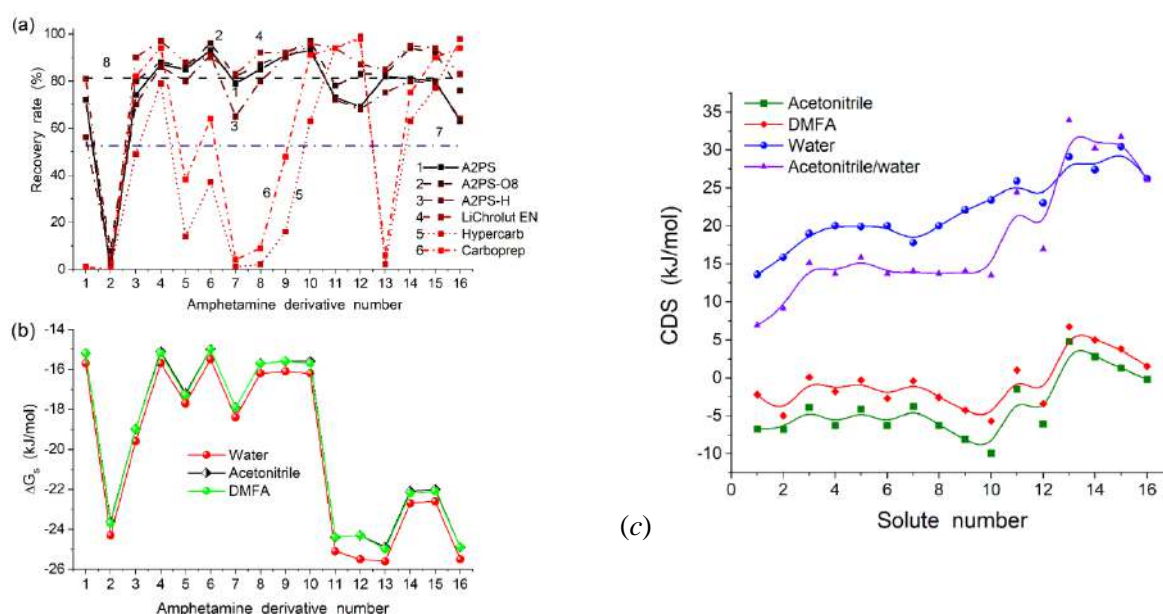 (a)
100
80
60
40
20
0
Recovery rate (%)
8
2
4
3
7
6
5
1 A2PS
2 A2PS-O8
3 A2PS-H
4 LiChrolut EN
5 Hypercarb
6 Carboprep
1 2 3 4 5 6 7 8 9 10 11 12 13 14 15 16
Amphetamine derivative number
(b)
-14
-16
-18
-20
-22
-24
-26
ΔGs (kJ/mol)
Water
Acetonitrile
DMFA
1 2 3 4 5 6 7 8 9 10 11 12 13 14 15 16
Amphetamine derivative number
(c)
Acetonitrile
DMFA
Water
Acetonitrile/water
35
30
25
20
15
10
5
0
-5
-10
CDS (kJ/mol)
0 2 4 6 8 10 12 14 16
Solute number